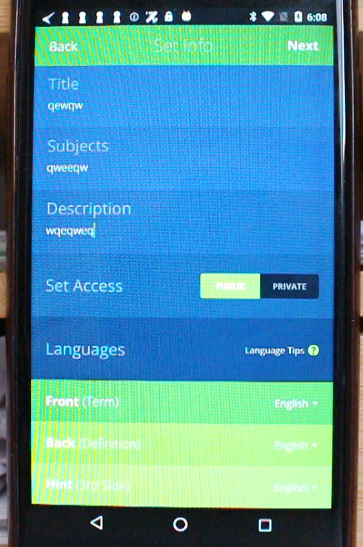 6:08
Back Set Info Next
Title
qewqw
Subjects
qweeqw
Description
wqeqweq
Set Access PUBLIC PRIVATE
Languages Language Tips ?
Front (Term) English
Back (Definition) English
Hint (3rd Side) English